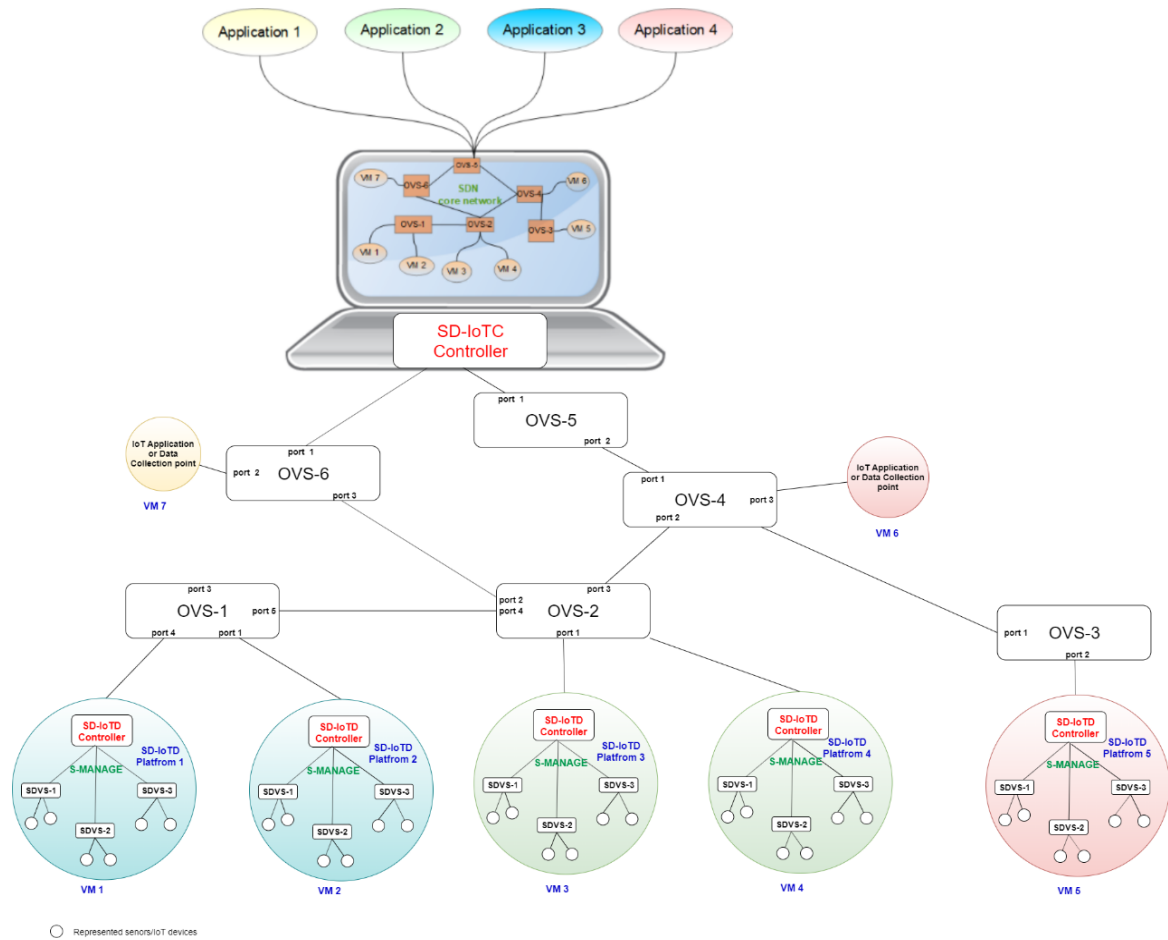 Application 1
Application 2
Application 3
Application 4
OVS-5
VM 7
OVS-6
SDN
core network
OVS-4
VM 6
OVS-1
OVS-2
OVS-3
VM 5
VM 1
VM 2
VM 3
VM 4
SD-IoTC
Controller
port 1
OVS-5
port 2
IoT Application
or Data
Collection point
VM 7
port 1
port 2
OVS-6
port 3
port 1
OVS-4
port 3
port 2
IoT Application
or Data Collection
point
VM 6
port 3
OVS-1
port 5
port 4
port 1
port 3
port 2
port 4
OVS-2
port 1
port 1
OVS-3
port 2
SD-IoTD
Controller
SD-IoTD
Platfrom 1
S-MANAGE
SDVS-1
SDVS-3
SDVS-2
VM 1
SD-IoTD
Controller
SD-IoTD
Platfrom 2
S-MANAGE
SDVS-1
SDVS-3
SDVS-2
VM 2
SD-IoTD
Controller
SD-IoTD
Platfrom 3
S-MANAGE
SDVS-1
SDVS-3
SDVS-2
VM 3
SD-IoTD
Controller
SD-IoTD
Platfrom 4
S-MANAGE
SDVS-1
SDVS-3
SDVS-2
VM 4
SD-IoTD
Controller
SD-IoTD
Platfrom 5
S-MANAGE
SDVS-1
SDVS-3
SDVS-2
VM 5
Represented senors/IoT devices